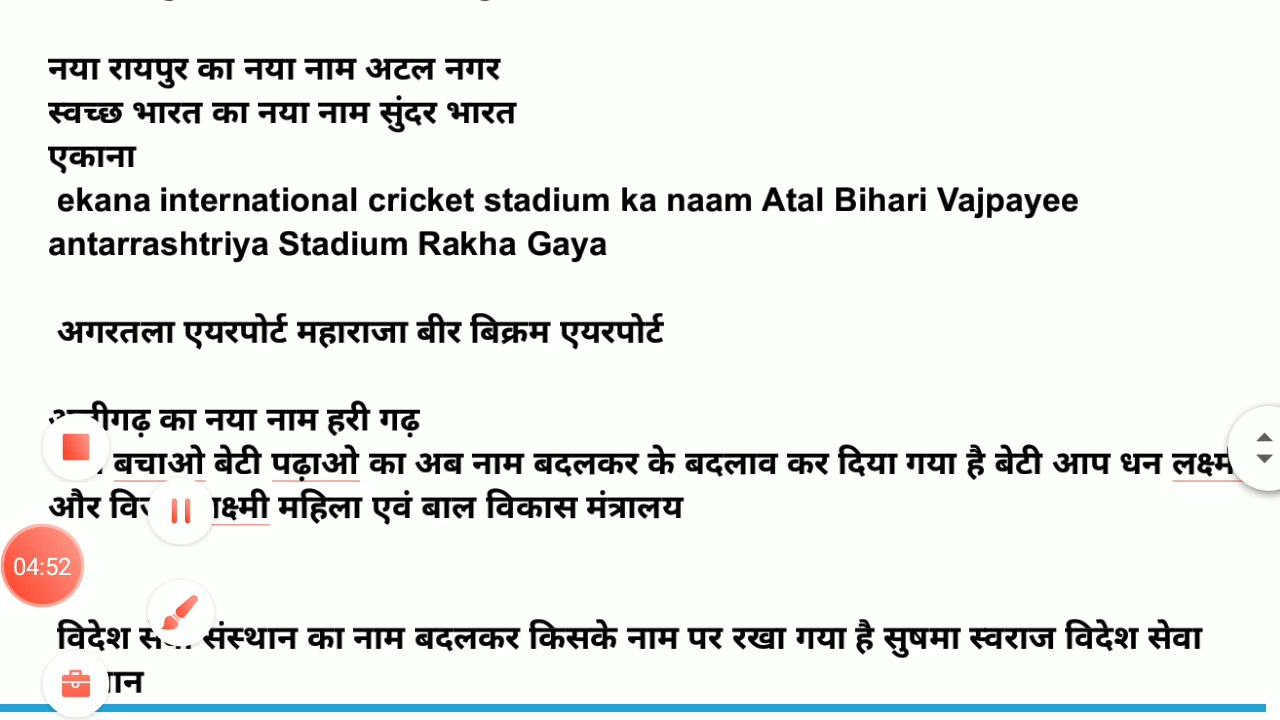 नया रायपुर का नया नाम अटल नगर
स्वच्छ भारत का नया नाम सुंदर भारत
एकाना
ekana international cricket stadium ka naam Atal Bihari Vajpayee
antarrashtriya Stadium Rakha Gaya
अगरतला एयरपोर्ट महाराजा बीर बिक्रम एयरपोर्ट
का नया नाम हरी गढ़
बचाओ बेटी पढ़ाओ का अब नाम बदलकर के बदलाव कर दिया गया है बेटी आप धन
और महिला एवं बाल विकास मंत्रालय
04:52
विदेश संस्थान का नाम बदलकर किसके नाम पर रखा गया है सुषमा स्वराज विदेश सेवा